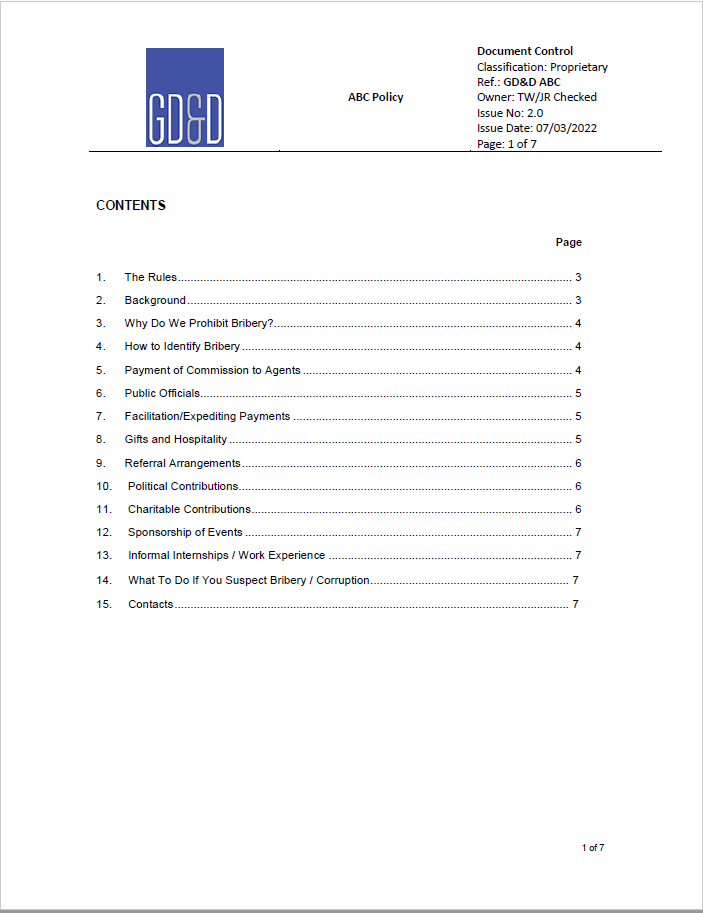 GD&D
ABC Policy
Document Control
Classification: Proprietary
Ref.: GD&D ABC
Owner: TW/JR Checked
Issue No: 2.0
Issue Date: 07/03/2022
Page: 1 of 7
CONTENTS
Page
1. The Rules 3
2. Background 3
3. Why Do We Prohibit Bribery? 4
4. How to Identify Bribery 4
5. Payment of Commission to Agents 4
6. Public Officials 5
7. Facilitation/Expediting Payments 5
8. Gifts and Hospitality 5
9. Referral Arrangements 6
10. Political Contributions 6
11. Charitable Contributions 6
12. Sponsorship of Events 7
13. Informal Internships / Work Experience 7
14. What To Do If You Suspect Bribery / Corruption 7
15. Contacts 7
1 of 7